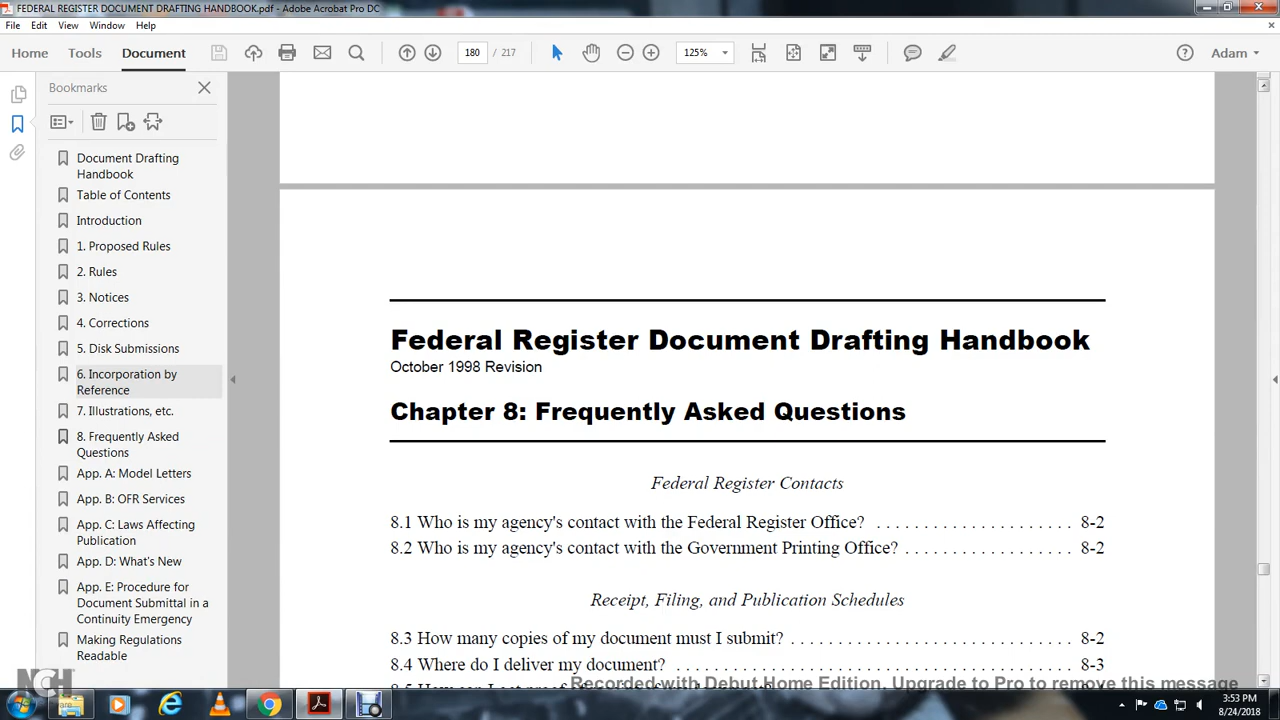 FEDERAL REGISTER DOCUMENT DRAFTING HANDBOOK.pdf - Adobe Acrobat Pro DC
File Edit View Window Help
Home Tools Document 180 / 217 125% Adam
Bookmarks
Document Drafting
Handbook
Table of Contents
Introduction
1. Proposed Rules
2. Rules
3. Notices
4. Corrections
5. Disk Submissions
6. Incorporation by
Reference
7. Illustrations, etc.
8. Frequently Asked
Questions
App. A: Model Letters
App. B: OFR Services
App. C: Laws Affecting
Publication
App. D: What's New
App. E: Procedure for
Document Submittal in a
Continuity Emergency
Making Regulations
Readable
Federal Register Document Drafting Handbook
October 1998 Revision
Chapter 8: Frequently Asked Questions
Federal Register Contacts
8.1 Who is my agency's contact with the Federal Register Office? . . . . . . . . . . . . . . . . . . . . . 8-2
8.2 Who is my agency's contact with the Government Printing Office? . . . . . . . . . . . . . . . . . . 8-2
Receipt, Filing, and Publication Schedules
8.3 How many copies of my document must I submit? . . . . . . . . . . . . . . . . . . . . . . . . . . . . . . 8-2
8.4 Where do I deliver my document? . . . . . . . . . . . . . . . . . . . . . . . . . . . . . . . . . . . . . . . . . 8-3
NCH
Recorded with Debut Home Edition. Upgrade to Pro to remove this message
3:53 PM
8/24/2018